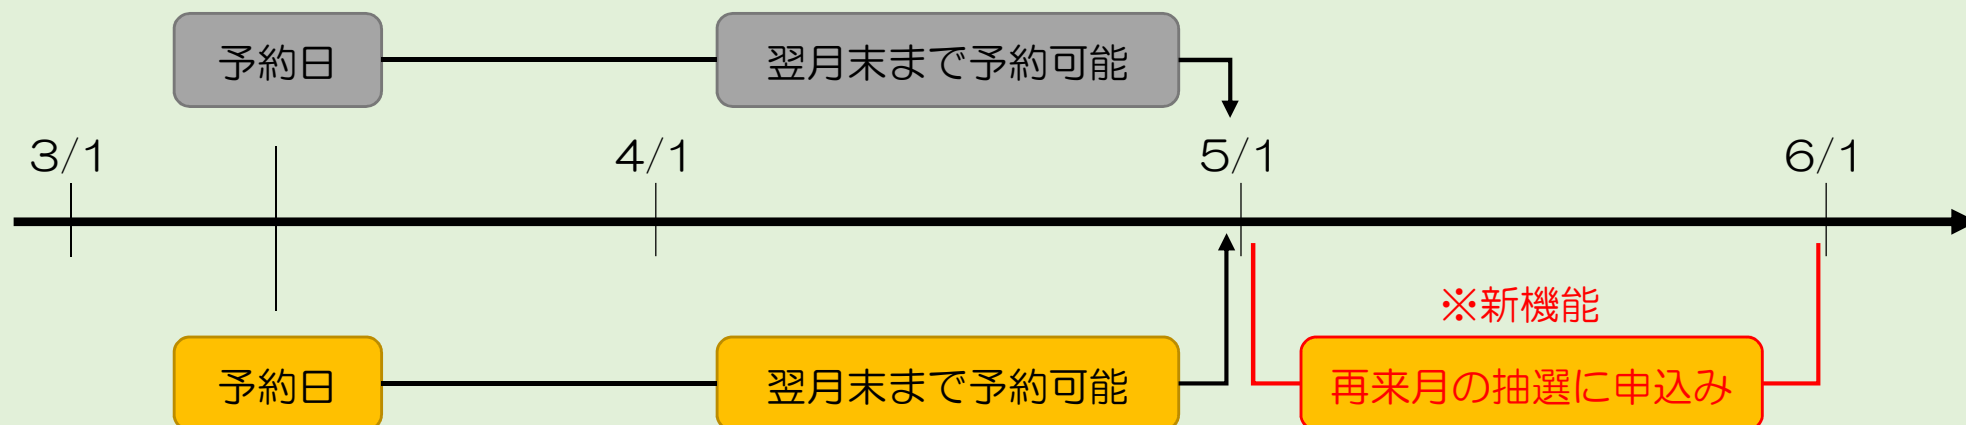 予約日
翌月末まで予約可能
3/1
4/1
5/1
6/1
※新機能
予約日
翌月末まで予約可能
再来月の抽選に申込み